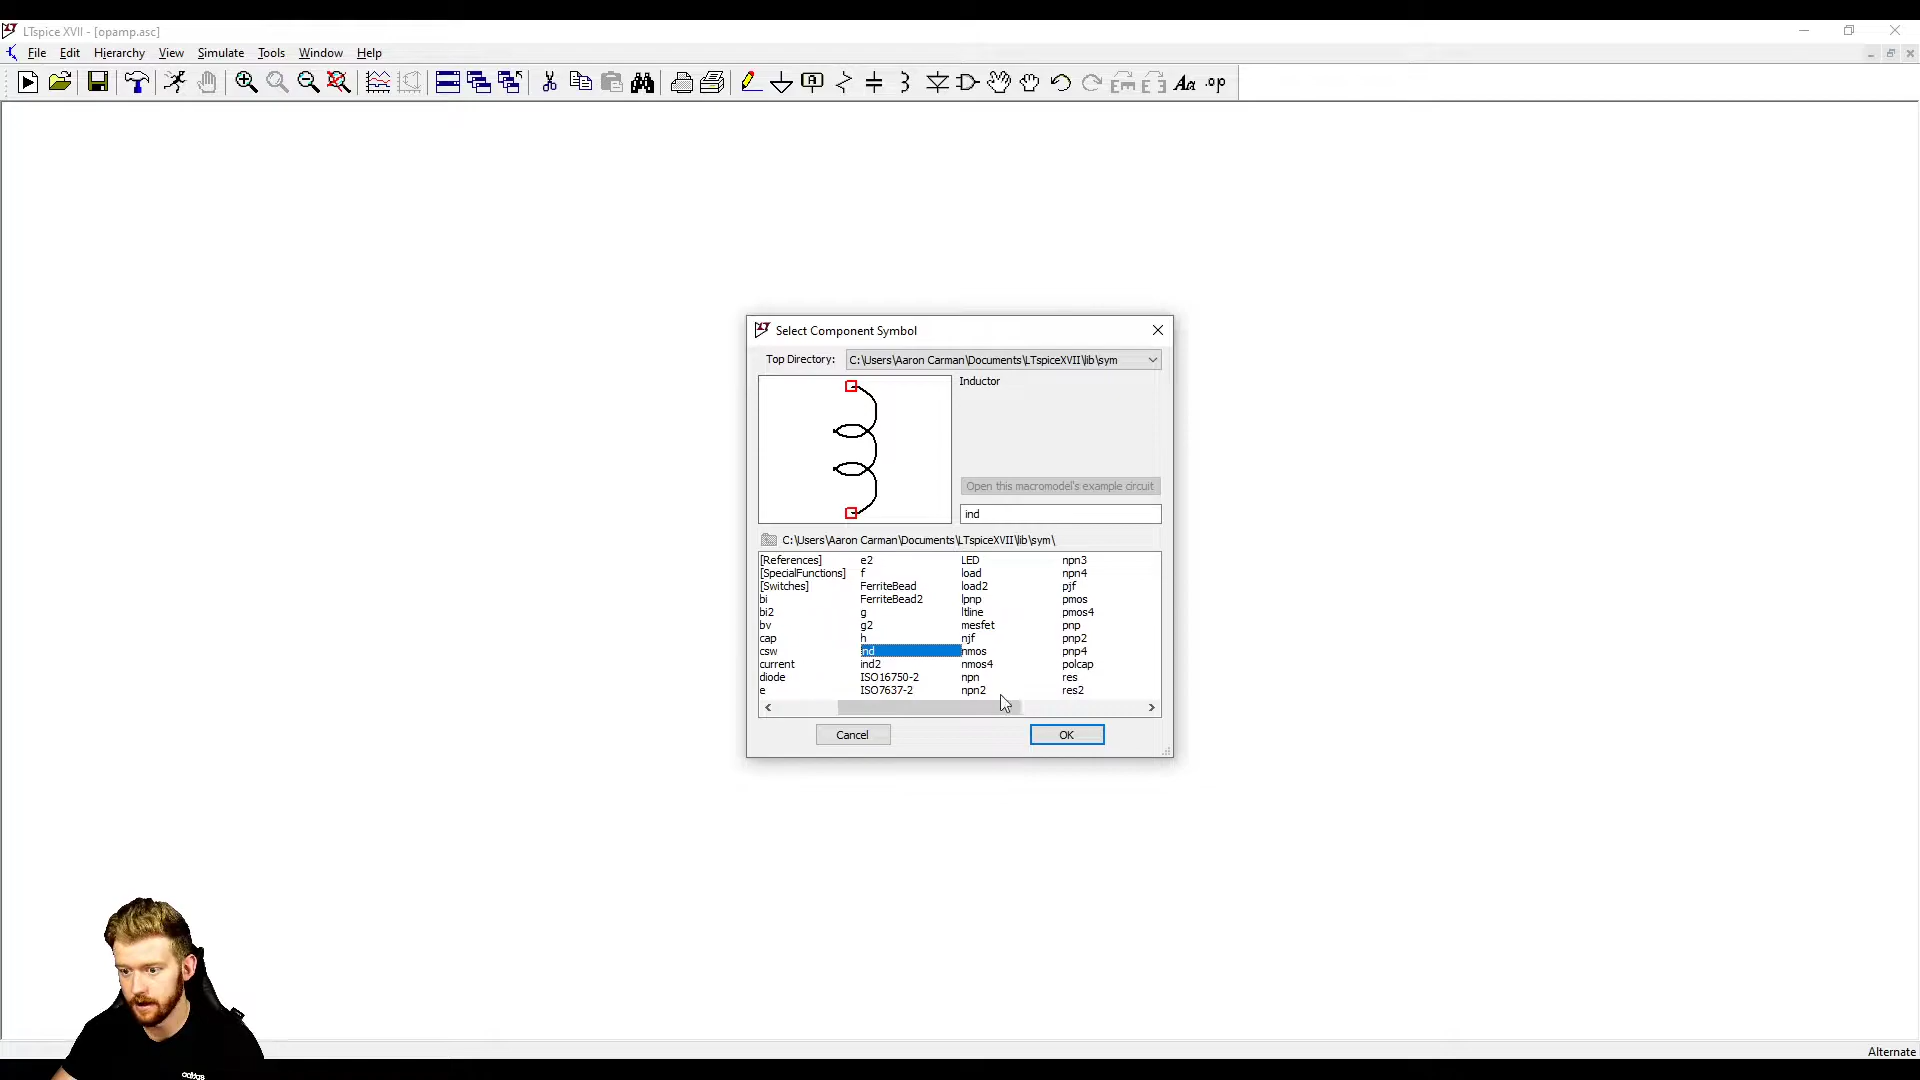 LTspice XVII - [opamp.asc]
File Edit Hierarchy View Simulate Tools Window Help
A Aa .op
Select Component Symbol
Top Directory: C:\Users\Aaron Carman\Documents\LTspiceXVII\lib\sym
Inductor
Open this macromodel's example circuit
ind
C:\Users\Aaron Carman\Documents\LTspiceXVII\lib\sym\
[References] e2 LED npn3
[SpecialFunctions] f load npn4
[Switches] FerriteBead load2 pjf
bi FerriteBead2 lpnp pmos
bi2 g ltline pmos4
bv g2 mesfet pnp
cap h njf pnp2
csw ind nmos pnp4
current ind2 nmos4 polcap
diode ISO16750-2 npn res
e ISO7637-2 npn2 res2
Cancel OK
adidas
Alternate